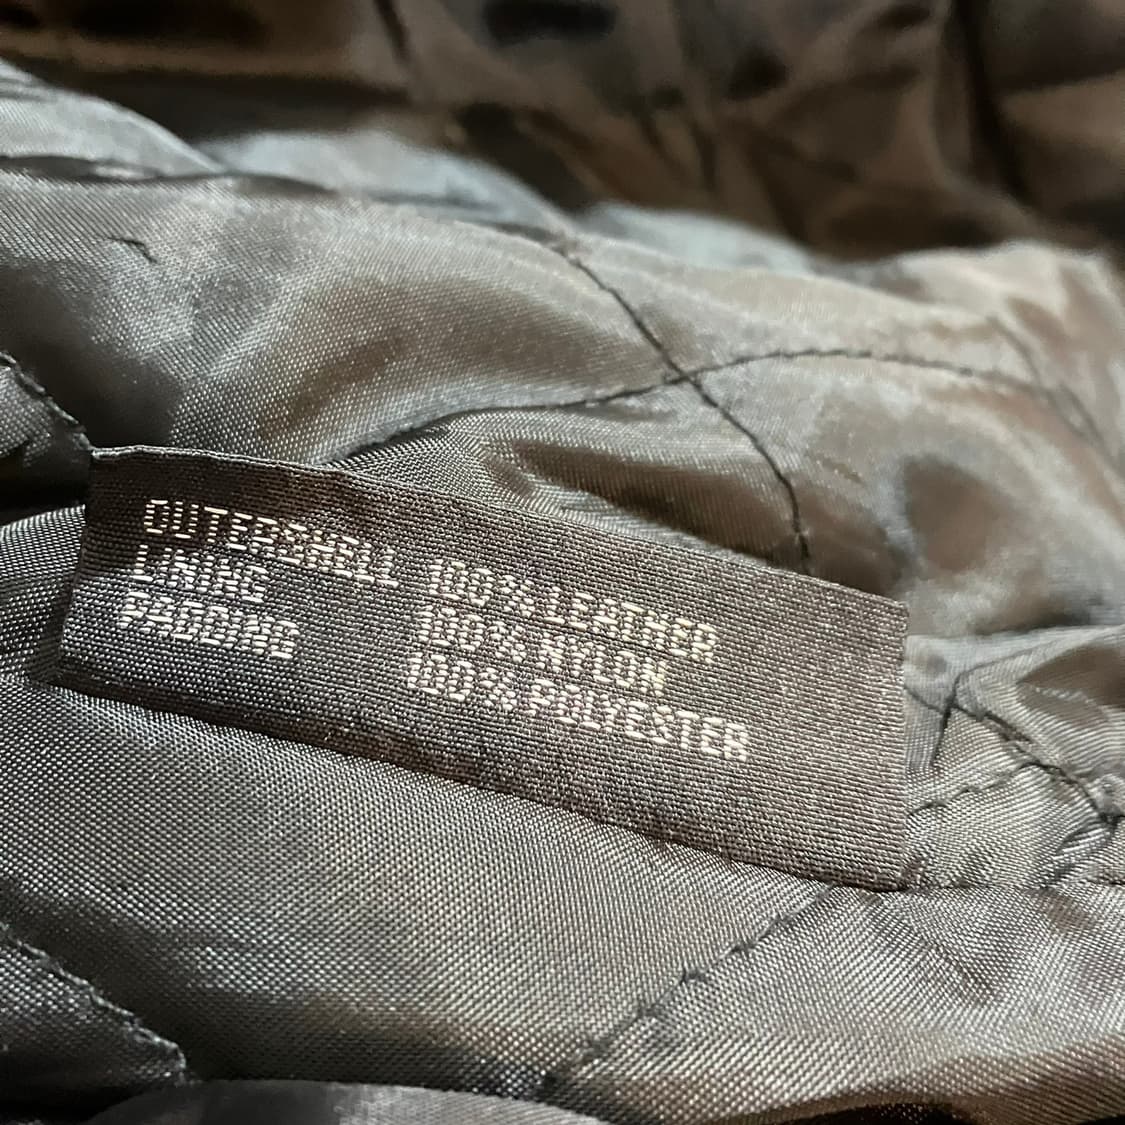 OUTERSHELL 100% LEATHER
LINING 100% NYLON
PADDING 100% POLYESTER